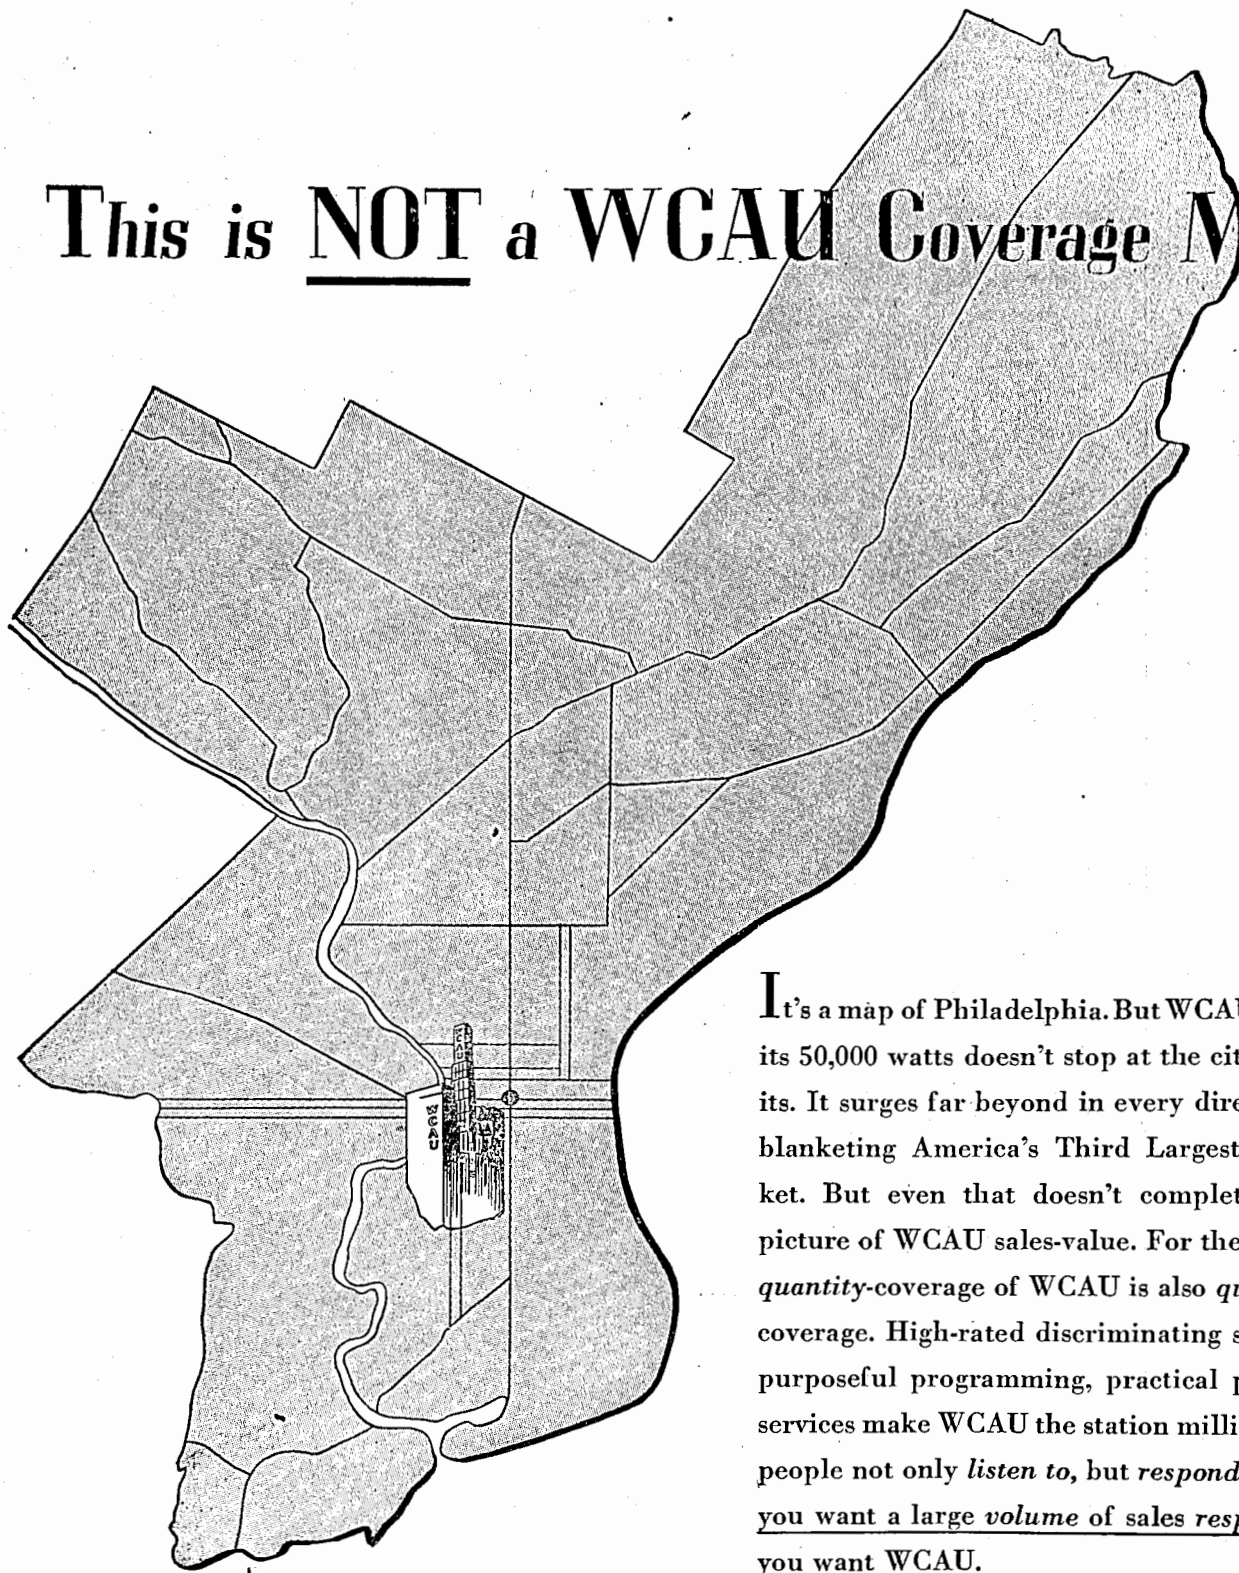 This is NOT a WCAU Coverage M
It's a map of Philadelphia. But WCAU
its 50,000 watts doesn't stop at the cit
its. It surges far beyond in every dire
blanketing America's Third Largest
ket. But even that doesn't complet
picture of WCAU sales-value. For the
quantity-coverage of WCAU is also qu
coverage. High-rated discriminating s
purposeful programming, practical p
services make WCAU the station milli
people not only listen to, but respond
you want a large volume of sales resp
you want WCAU.
WCAU
WCAU